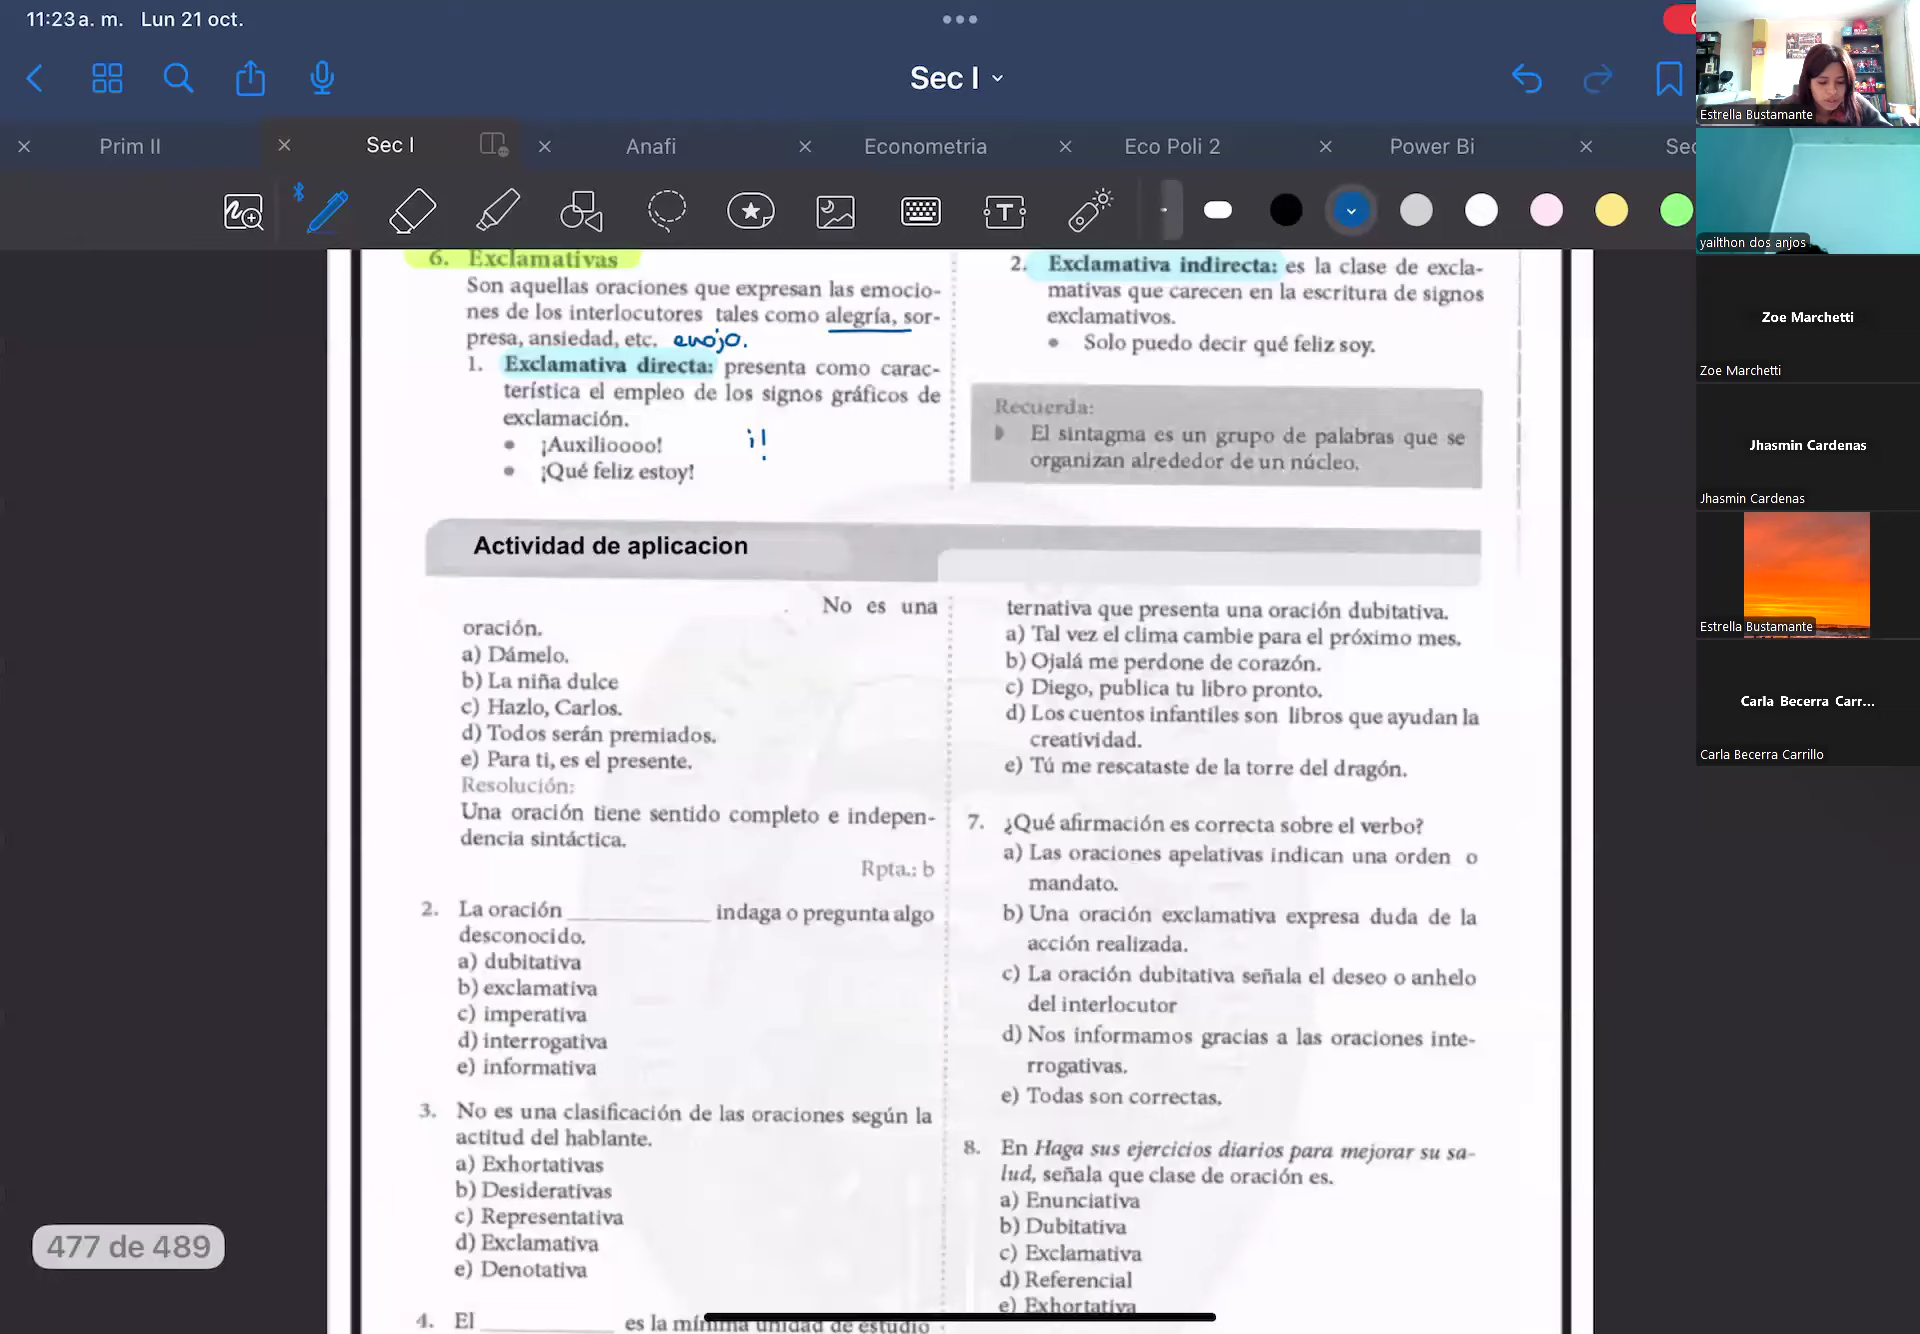 11:23 a. m. Lun 21 oct.
Sec I
Prim II
Sec I
Anafi
Econometria
Eco Poli 2
Power Bi
Sec
6. Exclamativas
Son aquellas oraciones que expresan las emocio-
nes de los interlocutores tales como alegría, sor-
presa, ansiedad, etc. enojo.
1. Exclamativa directa: presenta como carac-
terística el empleo de los signos gráficos de
exclamación.
• ¡Auxilioooo! ¡!
• ¡Qué feliz estoy!
2. Exclamativa indirecta: es la clase de excla-
mativas que carecen en la escritura de signos
exclamativos.
• Solo puedo decir qué feliz soy.
Recuerda:
El sintagma es un grupo de palabras que se
organizan alrededor de un núcleo.
Actividad de aplicacion
No es una
oración.
a) Dámelo.
b) La niña dulce
c) Hazlo, Carlos.
d) Todos serán premiados.
e) Para ti, es el presente.
Resolución:
Una oración tiene sentido completo e indepen-
dencia sintáctica.
Rpta.: b
2. La oración ____________ indaga o pregunta algo
desconocido.
a) dubitativa
b) exclamativa
c) imperativa
d) interrogativa
e) informativa
3. No es una clasificación de las oraciones según la
actitud del hablante.
a) Exhortativas
b) Desiderativas
c) Representativa
d) Exclamativa
e) Denotativa
4. El ____________ es la mínima unidad de estudio
ternativa que presenta una oración dubitativa.
a) Tal vez el clima cambie para el próximo mes.
b) Ojalá me perdone de corazón.
c) Diego, publica tu libro pronto.
d) Los cuentos infantiles son libros que ayudan la
creatividad.
e) Tú me rescataste de la torre del dragón.
7. ¿Qué afirmación es correcta sobre el verbo?
a) Las oraciones apelativas indican una orden o
mandato.
b) Una oración exclamativa expresa duda de la
acción realizada.
c) La oración dubitativa señala el deseo o anhelo
del interlocutor
d) Nos informamos gracias a las oraciones inte-
rrogativas.
e) Todas son correctas.
8. En Haga sus ejercicios diarios para mejorar su sa-
lud, señala que clase de oración es.
a) Enunciativa
b) Dubitativa
c) Exclamativa
d) Referencial
e) Exhortativa
477 de 489
Estrella Bustamante
yailthon dos anjos
Zoe Marchetti
Zoe Marchetti
Jhasmin Cardenas
Jhasmin Cardenas
Estrella Bustamante
Carla Becerra Carr...
Carla Becerra Carrillo